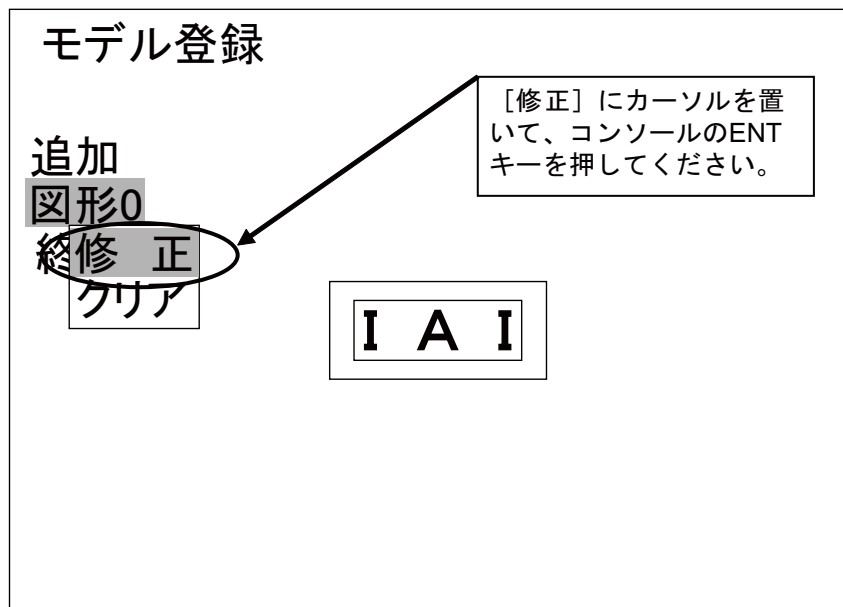 モデル登録
［修正］にカーソルを置
いて、コンソールのENT
キーを押してください。
追加
図形0
終修 正
クリア
I A I